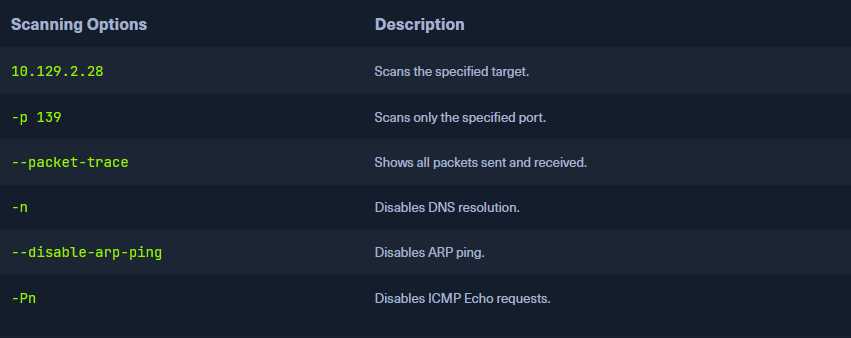 Scanning Options Description
10.129.2.28 Scans the specified target.
-p 139 Scans only the specified port.
--packet-trace Shows all packets sent and received.
-n Disables DNS resolution.
--disable-arp-ping Disables ARP ping.
-Pn Disables ICMP Echo requests.